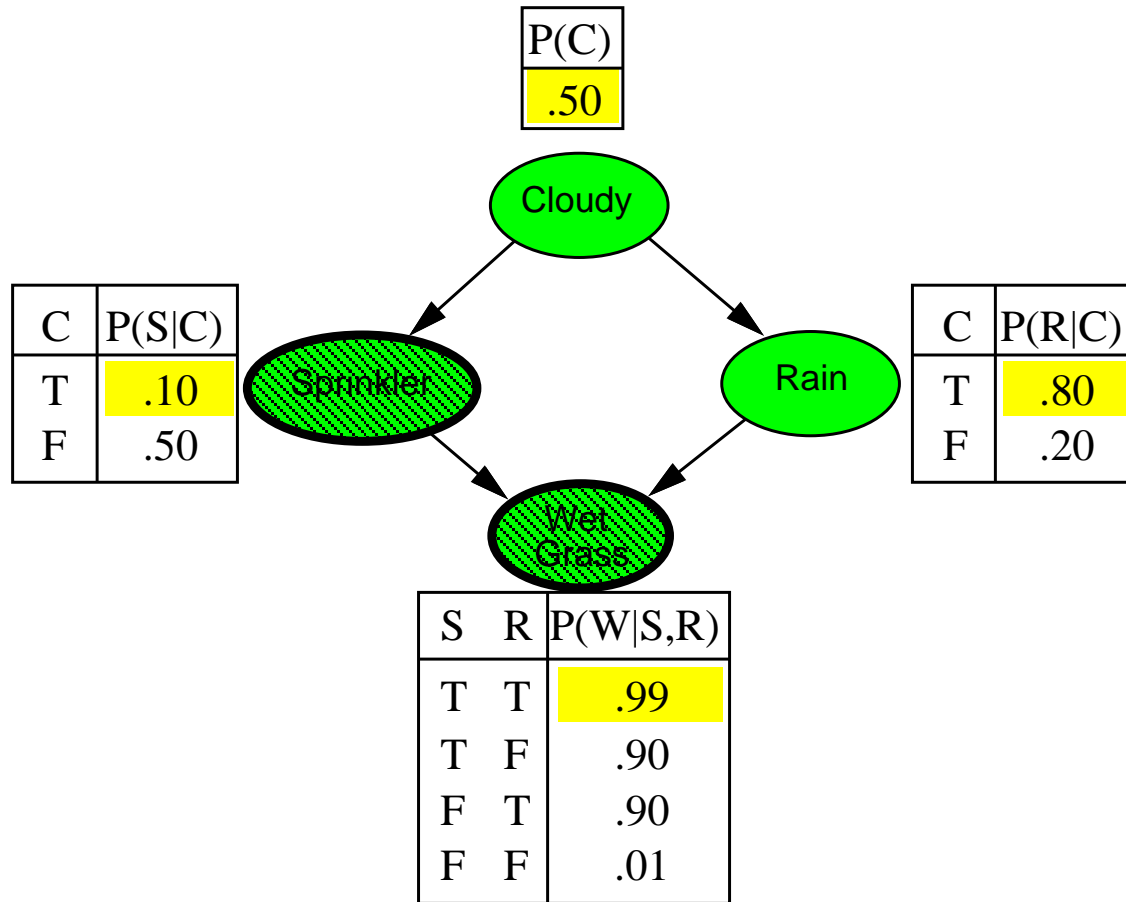 P(C)
.50
Cloudy
C P(S|C)
T .10
F .50
Sprinkler
Rain
C P(R|C)
T .80
F .20
Wet
Grass
S R P(W|S,R)
T T .99
T F .90
F T .90
F F .01